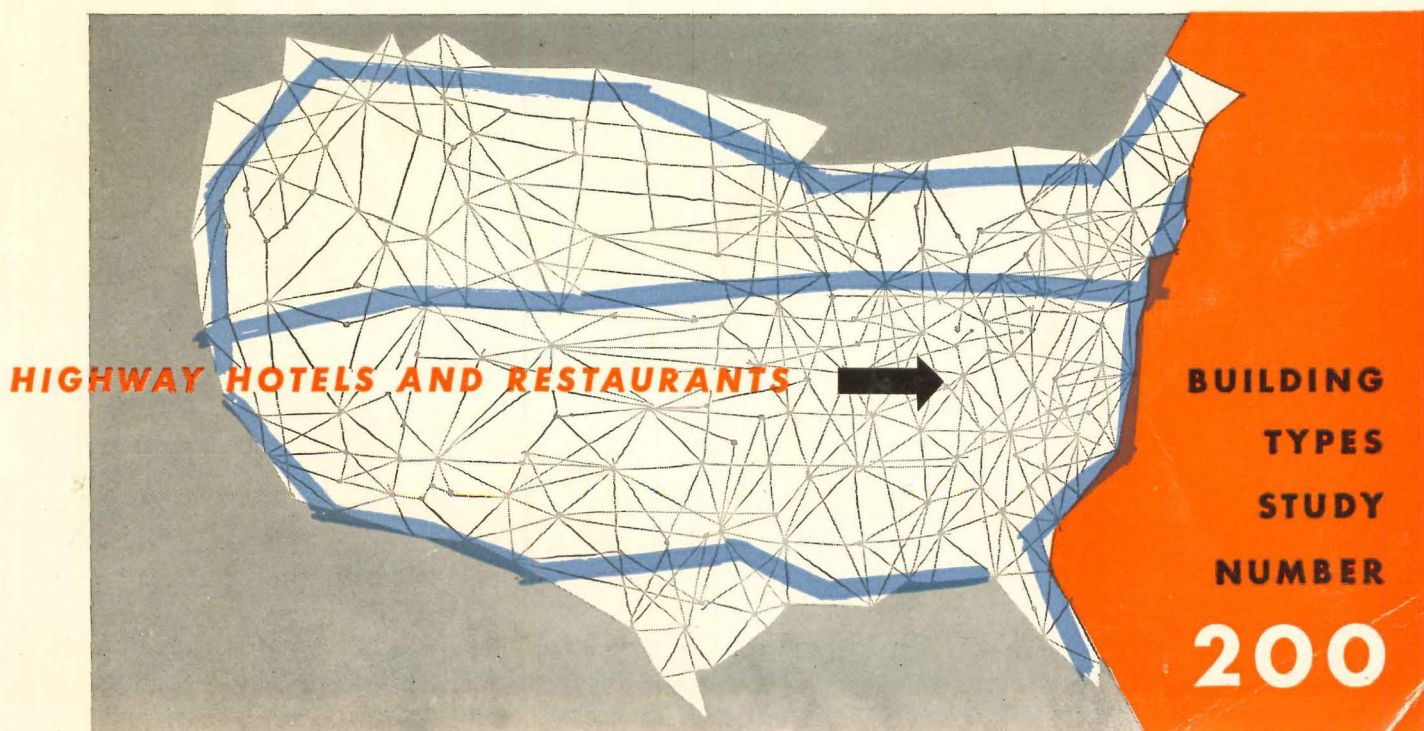 HIGHWAY HOTELS AND RESTAURANTS
BUILDING
TYPES
STUDY
NUMBER
200